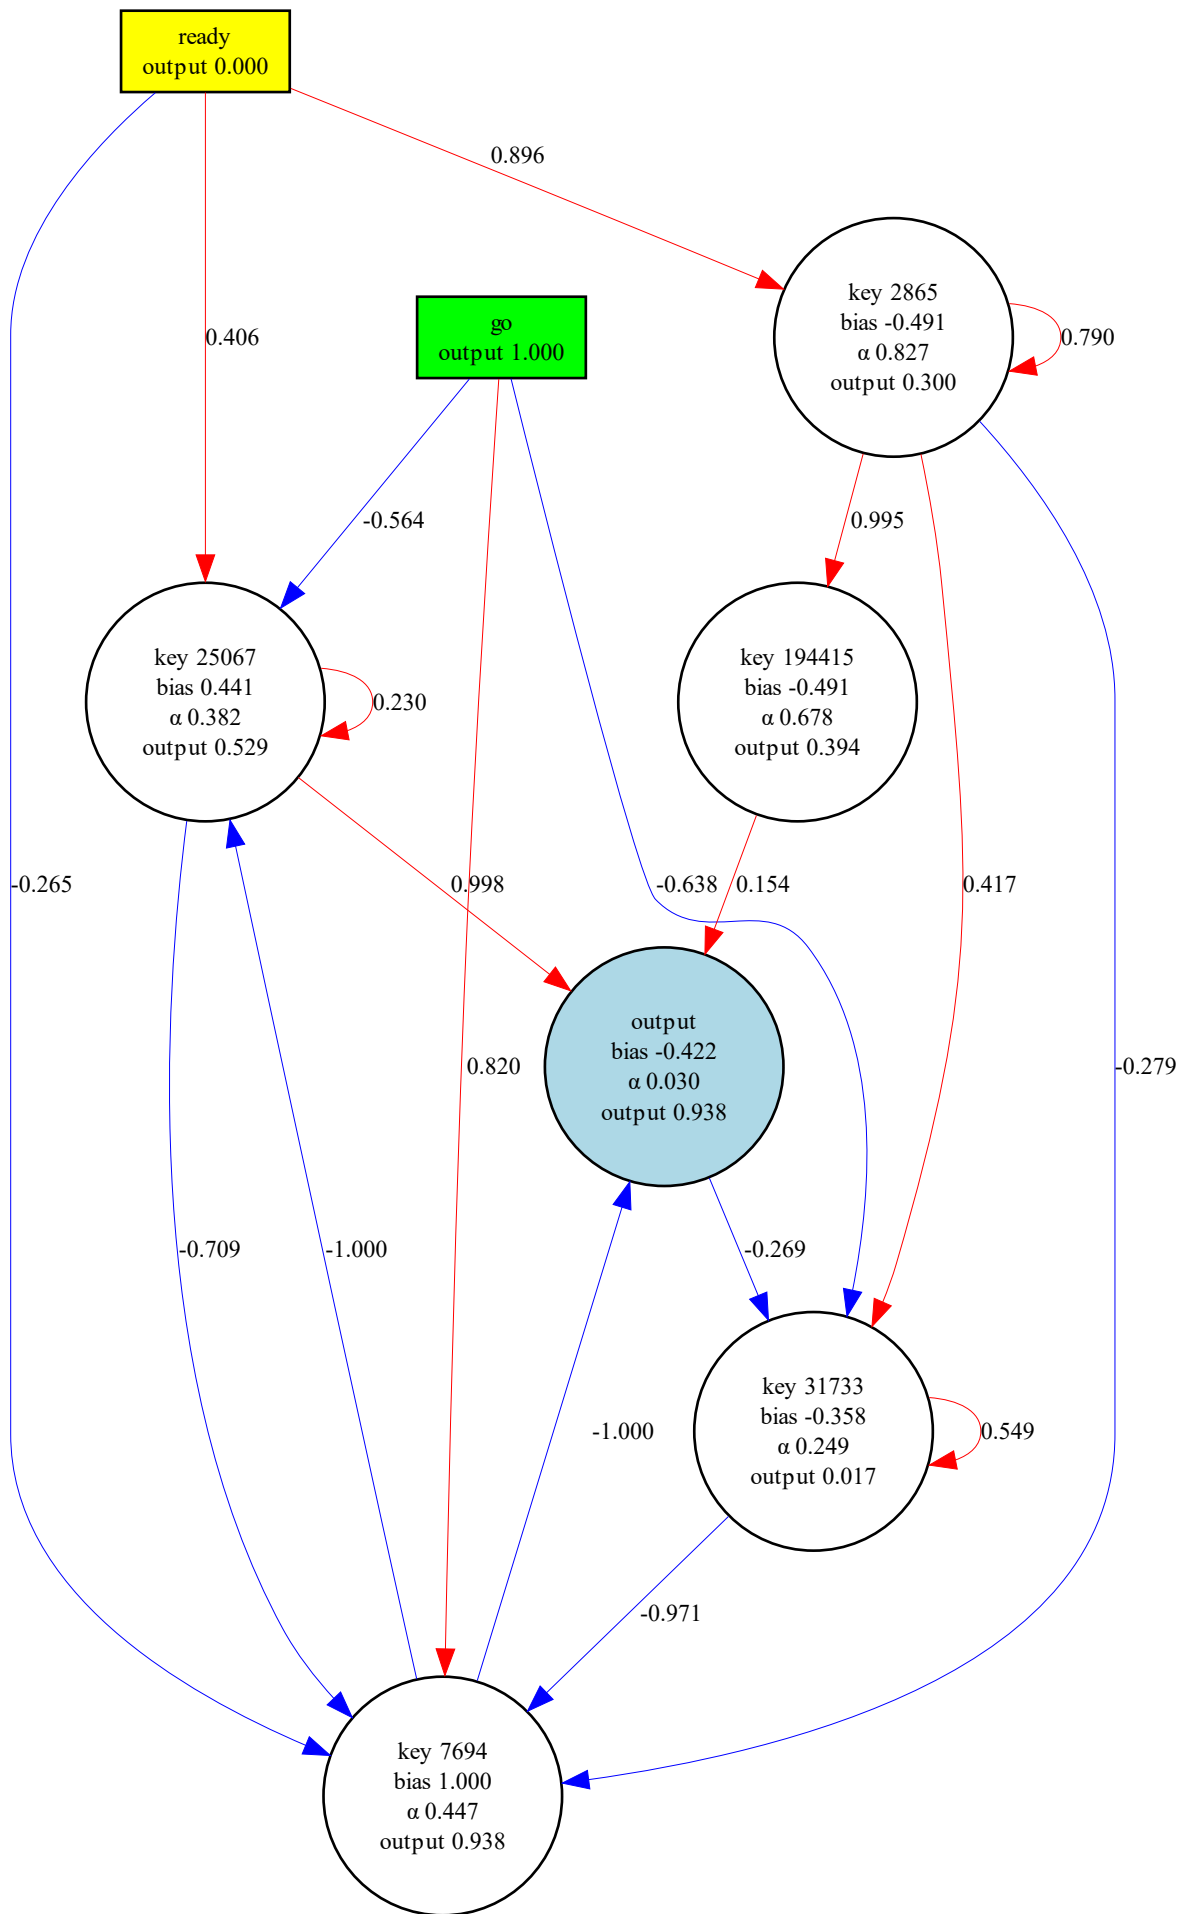 ready
output 0.000
0.896
key 2865
bias -0.491
α 0.827
output 0.300
0.790
go
output 1.000
0.406
-0.564
0.995
key 25067
bias 0.441
α 0.382
output 0.529
0.230
key 194415
bias -0.491
α 0.678
output 0.394
-0.265
0.998
-0.638
0.154
0.417
output
bias -0.422
α 0.030
output 0.938
0.820
-0.279
-0.709
-1.000
-0.269
-1.000
key 31733
bias -0.358
α 0.249
output 0.017
0.549
-0.971
key 7694
bias 1.000
α 0.447
output 0.938